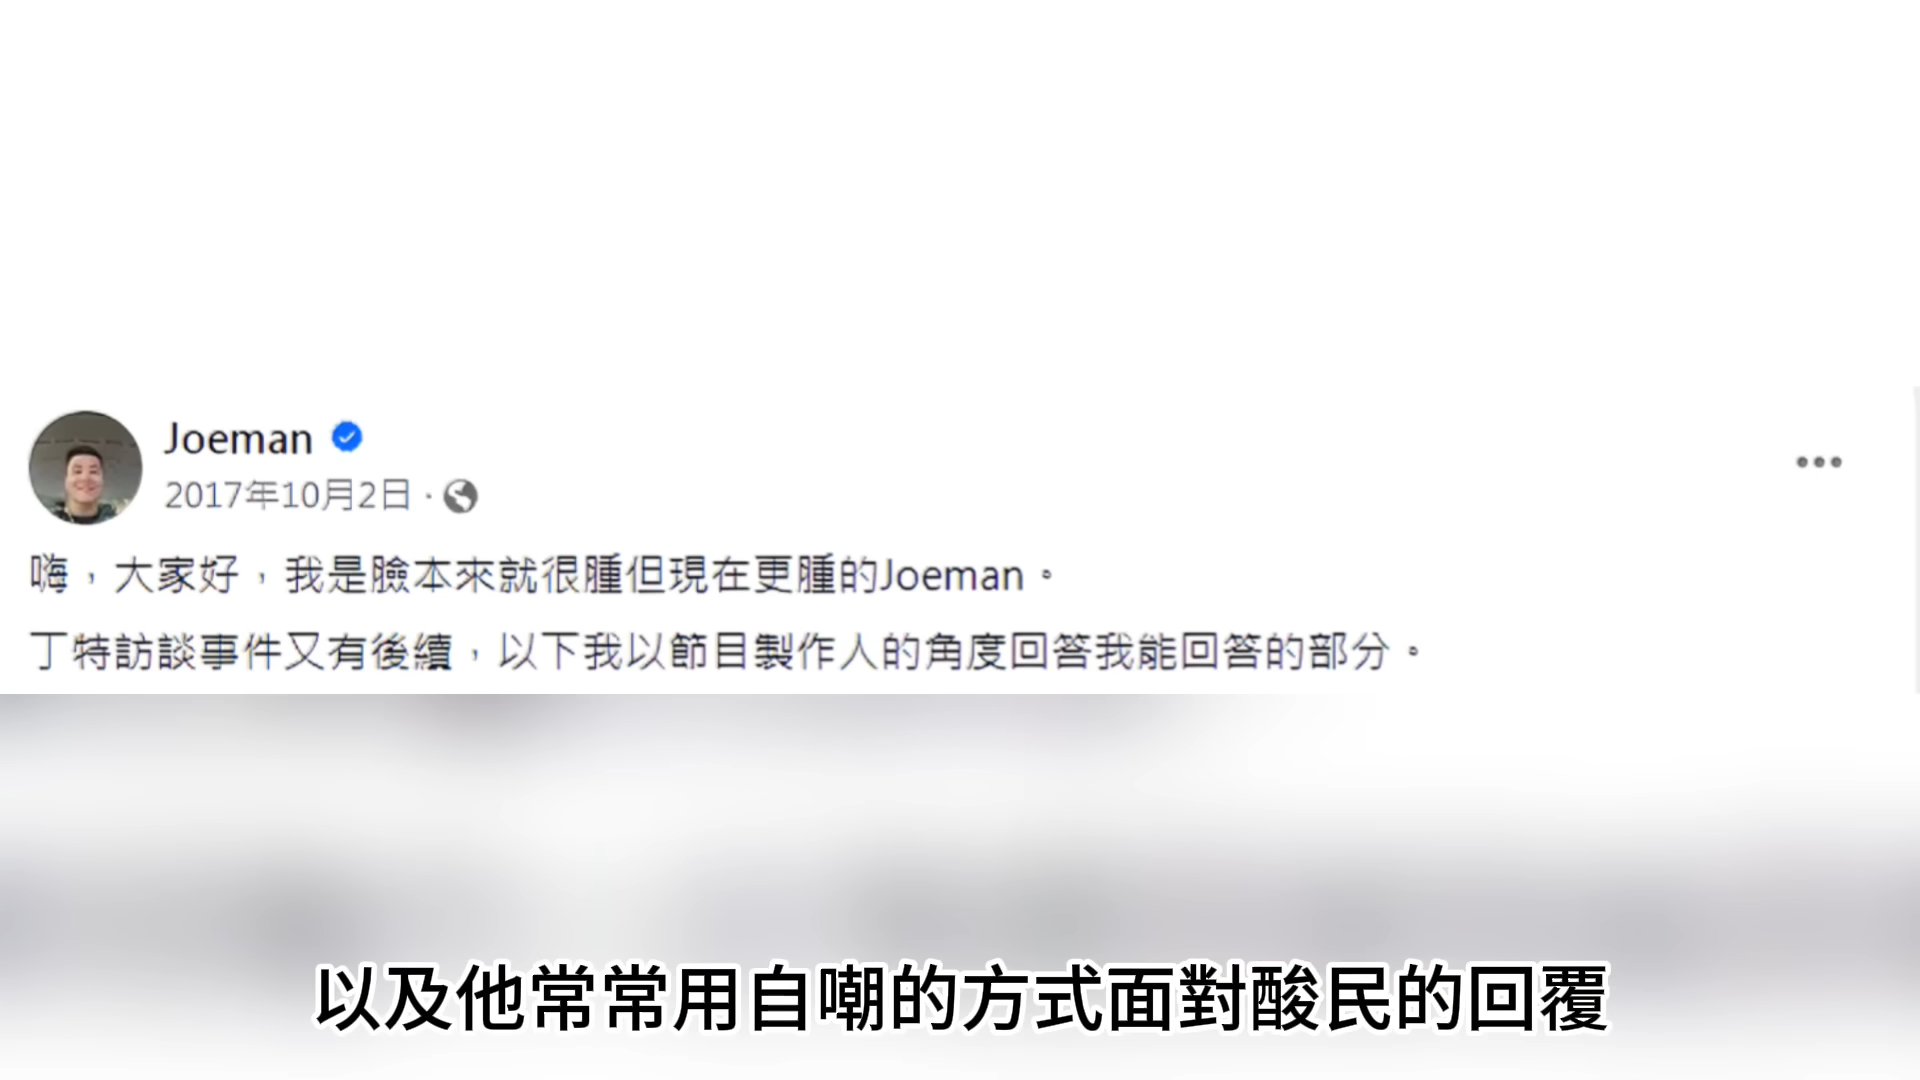 Joeman
2017年10月2日 ·
嗨，大家好，我是臉本來就很腫但現在更腫的Joeman。
丁特訪談事件又有後續，以下我以節目製作人的角度回答我能回答的部分。
以及他常常用自嘲的方式面對酸民的回覆